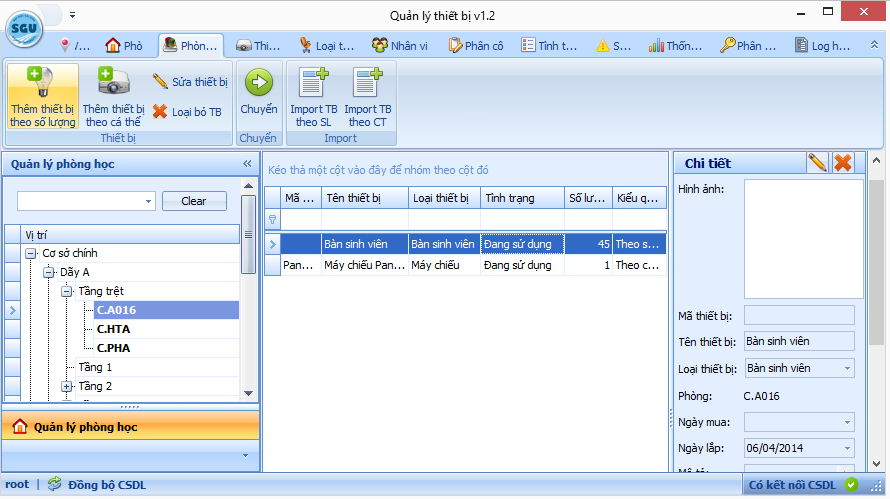 Quản lý thiết bị v1.2
SGU
/... Phò Phòn... Thi... Loại t... Nhân vi Phân cô Tình t... S... Thốn... Phân ... Log h...
Thêm thiết bị theo số lượng
Thêm thiết bị theo cá thể
Sửa thiết bị
Loại bỏ TB
Thiết bị
Chuyển
Chuyển
Import TB theo SL
Import TB theo CT
Import
Quản lý phòng học
Clear
Vị trí
Cơ sở chính
Dãy A
Tầng trệt
C.A016
C.HTA
C.PHA
Tầng 1
Tầng 2
Quản lý phòng học
Kéo thả một cột vào đây để nhóm theo cột đó
Mã ... Tên thiết bị Loại thiết bị Tình trạng Số lư... Kiểu q...
Bàn sinh viên Bàn sinh viên Đang sử dụng 45 Theo s...
Pan... Máy chiếu Pan... Máy chiếu Đang sử dụng 1 Theo c...
Chi tiết
Hình ảnh:
Mã thiết bị:
Tên thiết bị: Bàn sinh viên
Loại thiết bị: Bàn sinh viên
Phòng: C.A016
Ngày mua:
Ngày lắp: 06/04/2014
root | Đồng bộ CSDL
Có kết nối CSDL